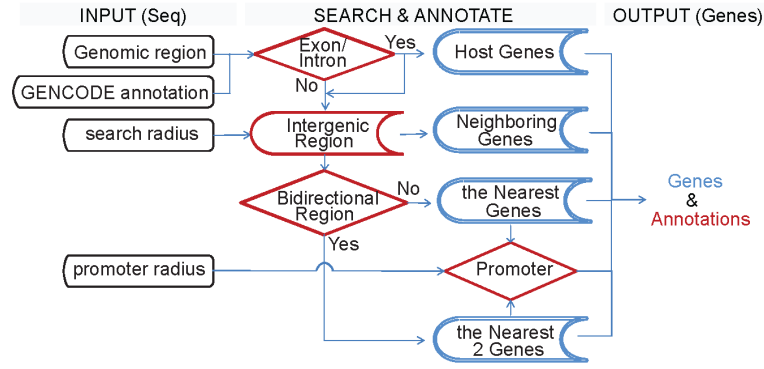 INPUT (Seq)
SEARCH & ANNOTATE
OUTPUT (Genes)
Genomic region
Exon/
Intron
Yes
Host Genes
GENCODE annotation
No
search radius
Intergenic
Region
Neighboring
Genes
Bidirectional
Region
No
the Nearest
Genes
Genes
&
Annotations
Yes
promoter radius
Promoter
the Nearest
2 Genes